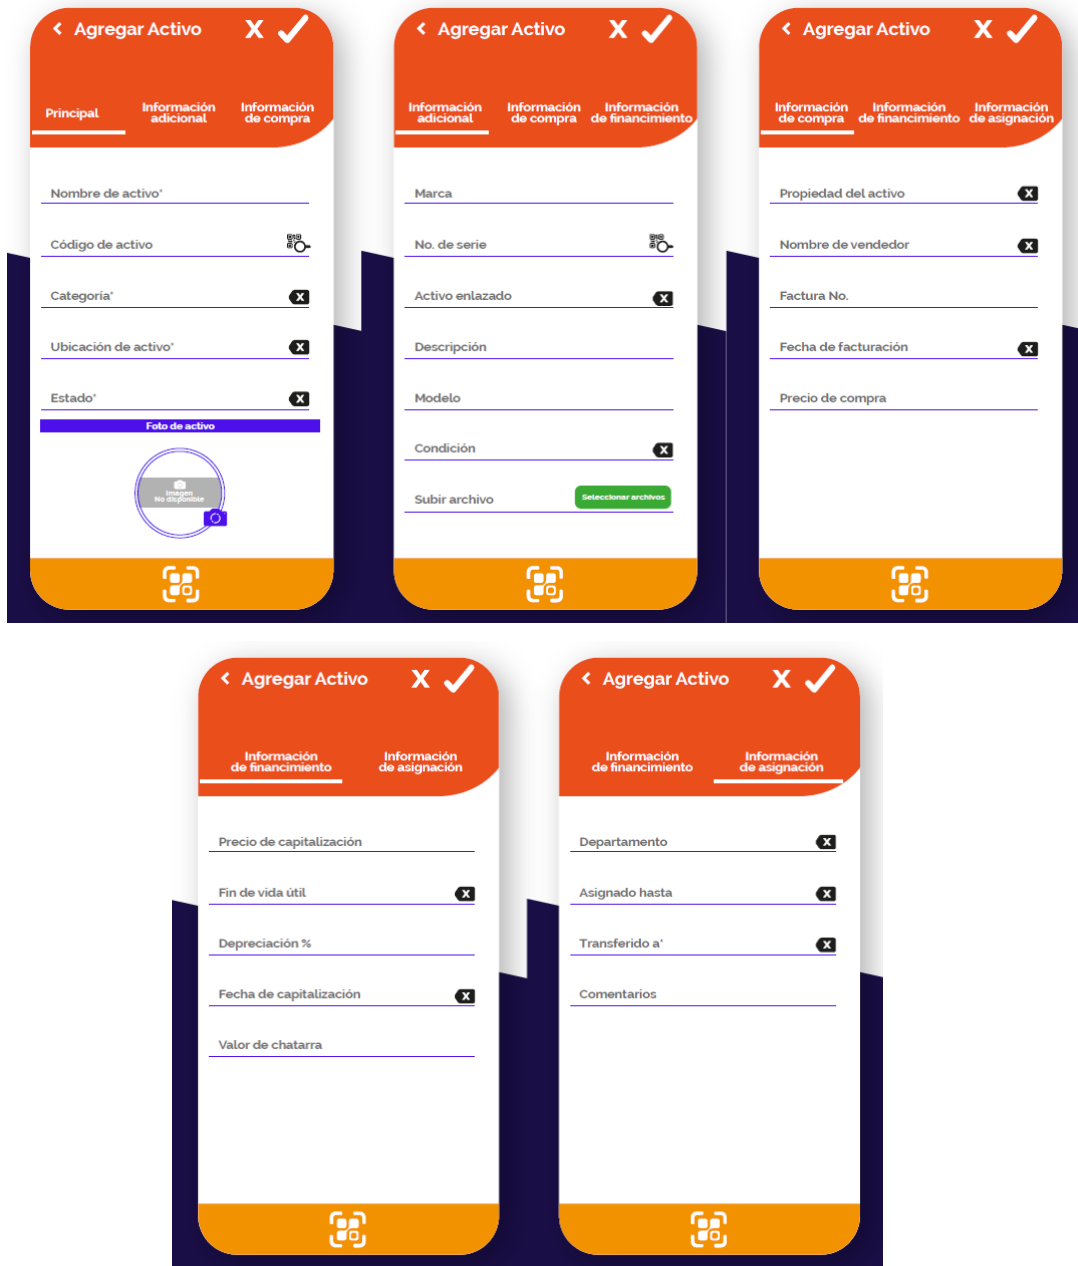 Agregar Activo X
Principal
Información
adicional
Información
de compra
Nombre de activo*
Código de activo
Categoría* X
Ubicación de activo* X
Estado* X
Foto de activo
Imagen
No disponible
Agregar Activo X
Información
adicional
Información
de compra
Información
de financimiento
Marca
No. de serie
Activo enlazado X
Descripción
Modelo
Condición X
Subir archivo Seleccionar archivos
Agregar Activo X
Información
de compra
Información
de financimiento
Información
de asignación
Propiedad del activo X
Nombre de vendedor X
Factura No.
Fecha de facturación X
Precio de compra
Agregar Activo X
Información
de financimiento
Información
de asignación
Precio de capitalización
Fin de vida útil X
Depreciación %
Fecha de capitalización X
Valor de chatarra
Agregar Activo X
Información
de financimiento
Información
de asignación
Departamento X
Asignado hasta X
Transferido a* X
Comentarios